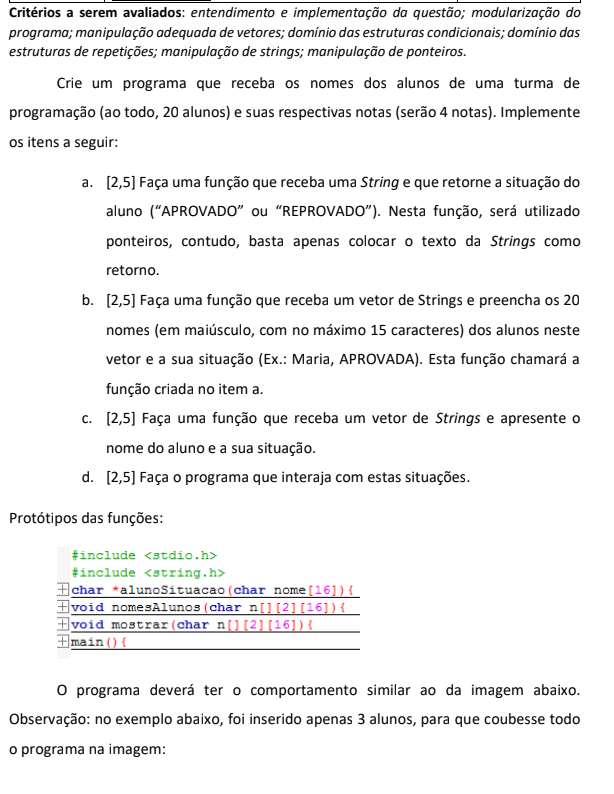 Critérios a serem avaliados: entendimento e implementação da questão; modularização do
programa; manipulação adequada de vetores; domínio das estruturas condicionais; domínio das
estruturas de repetições; manipulação de strings; manipulação de ponteiros.
Crie um programa que receba os nomes dos alunos de uma turma de
programação (ao todo, 20 alunos) e suas respectivas notas (serão 4 notas). Implemente
os itens a seguir:
a. [2,5] Faça uma função que receba uma String e que retorne a situação do
aluno (“APROVADO” ou “REPROVADO”). Nesta função, será utilizado
ponteiros, contudo, basta apenas colocar o texto da Strings como
retorno.
b. [2,5] Faça uma função que receba um vetor de Strings e preencha os 20
nomes (em maiúsculo, com no máximo 15 caracteres) dos alunos neste
vetor e a sua situação (Ex.: Maria, APROVADA). Esta função chamará a
função criada no item a.
c. [2,5] Faça uma função que receba um vetor de Strings e apresente o
nome do aluno e a sua situação.
d. [2,5] Faça o programa que interaja com estas situações.
Protótipos das funções:
#include <stdio.h>
#include <string.h>
char *alunoSituacao(char nome[16]){
void nomesAlunos(char n[][2][16]){
void mostrar(char n[][2][16]){
main(){
O programa deverá ter o comportamento similar ao da imagem abaixo.
Observação: no exemplo abaixo, foi inserido apenas 3 alunos, para que coubesse todo
o programa na imagem: